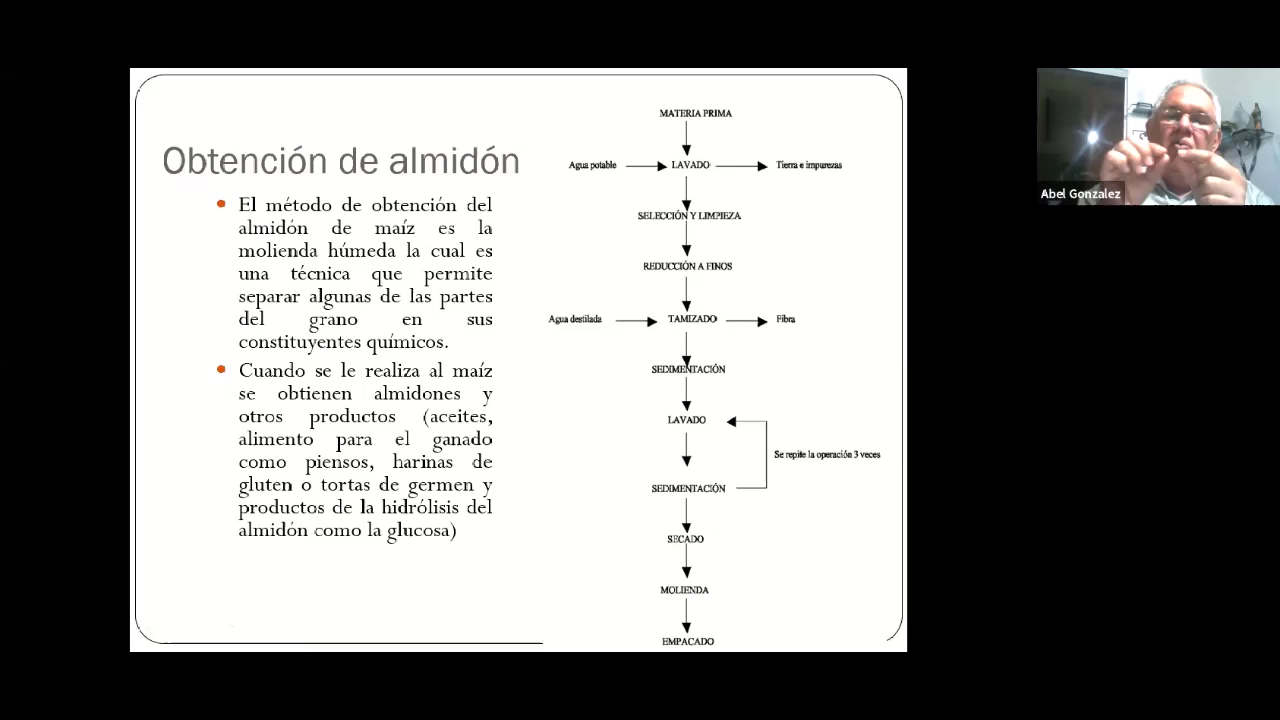 Obtención de almidón
El método de obtención del
almidón de maíz es la
molienda húmeda la cual es
una técnica que permite
separar algunas de las partes
del grano en sus
constituyentes químicos.
Cuando se le realiza al maíz
se obtienen almidones y
otros productos (aceites,
alimento para el ganado
como piensos, harinas de
gluten o tortas de germen y
productos de la hidrólisis del
almidón como la glucosa)
MATERIA PRIMA
Agua potable LAVADO Tierra e impurezas
SELECCIÓN Y LIMPIEZA
REDUCCIÓN A FINOS
Agua destilada TAMIZADO Fibra
SEDIMENTACIÓN
LAVADO
Se repite la operación 3 veces
SEDIMENTACIÓN
SECADO
MOLIENDA
EMPACADO
Abel Gonzalez